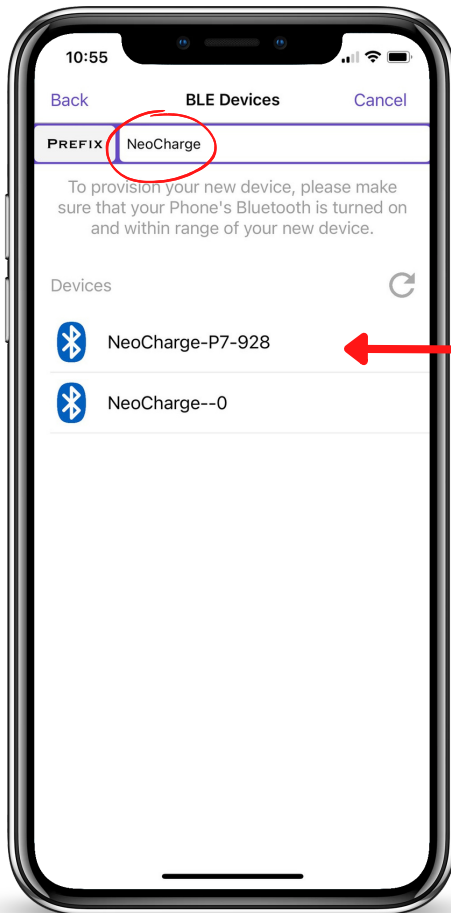 10:55
Back BLE Devices Cancel
PREFIX NeoCharge
To provision your new device, please make
sure that your Phone's Bluetooth is turned on
and within range of your new device.
Devices
NeoCharge-P7-928
NeoCharge--0